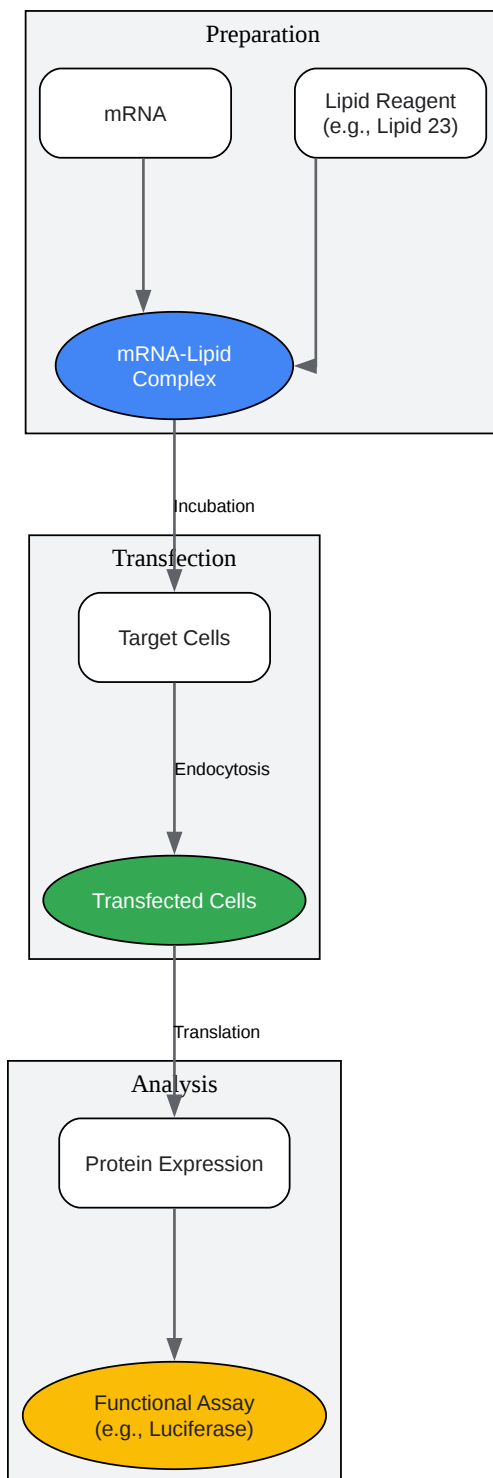 Preparation
mRNA
Lipid Reagent
(e.g., Lipid 23)
mRNA-Lipid
Complex
Incubation
Transfection
Target Cells
Endocytosis
Transfected Cells
Translation
Analysis
Protein Expression
Functional Assay
(e.g., Luciferase)